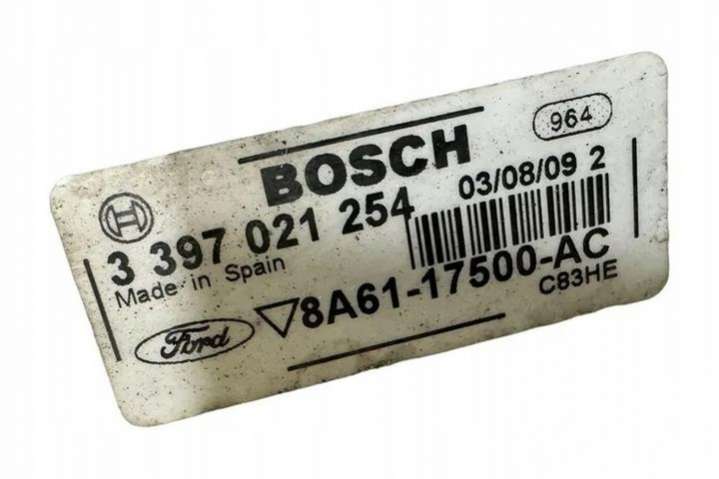 964
BOSCH
03/08/09 2
3 397 021 254
Made in Spain
8A61-17500-AC
C83HE
Ford